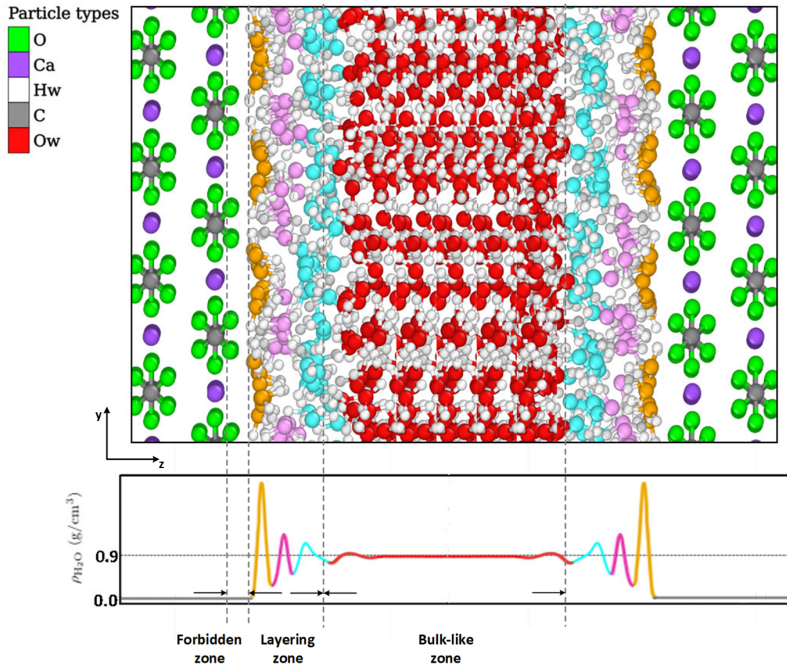 Particle types
O
Ca
Hw
C
Ow
y
z
ρH₂O (g/cm³)
0.9
0.0
Forbidden zone
Layering zone
Bulk-like zone